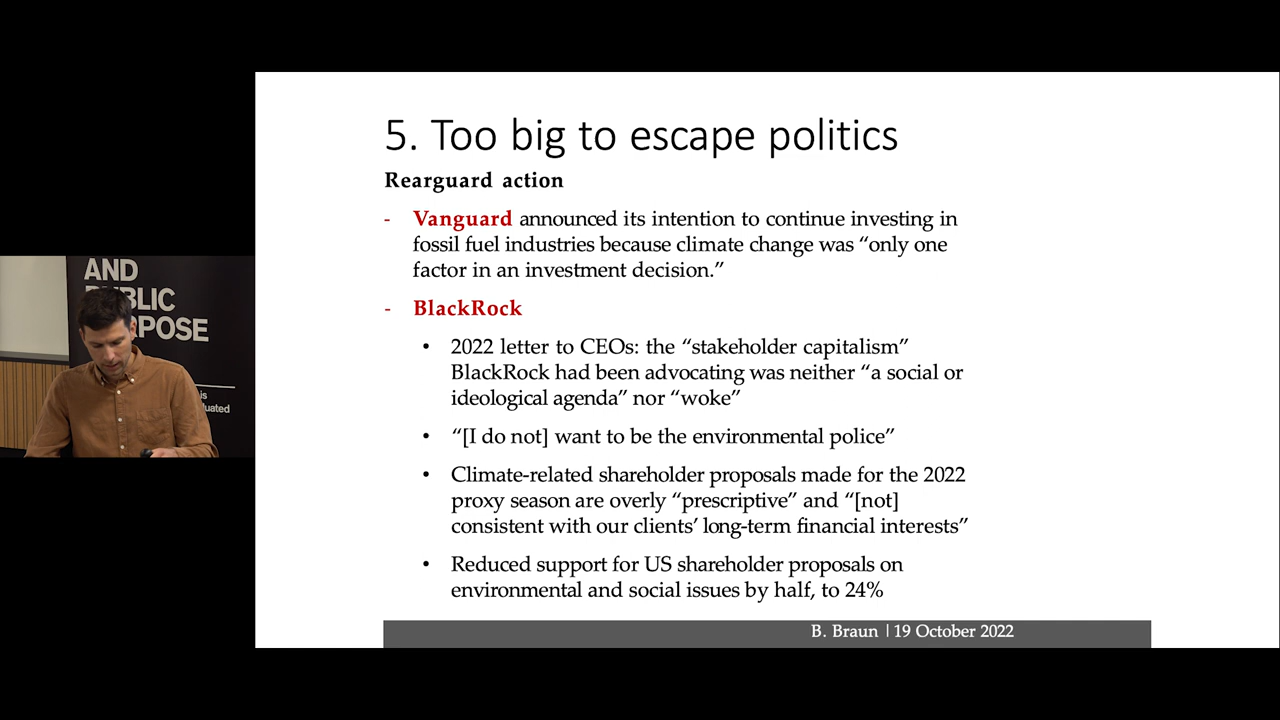 5. Too big to escape politics
Rearguard action
- Vanguard announced its intention to continue investing in
fossil fuel industries because climate change was “only one
factor in an investment decision.”
- BlackRock
• 2022 letter to CEOs: the “stakeholder capitalism”
BlackRock had been advocating was neither “a social or
ideological agenda” nor “woke”
• “[I do not] want to be the environmental police”
• Climate-related shareholder proposals made for the 2022
proxy season are overly “prescriptive” and “[not]
consistent with our clients’ long-term financial interests”
• Reduced support for US shareholder proposals on
environmental and social issues by half, to 24%
B. Braun | 19 October 2022
AND